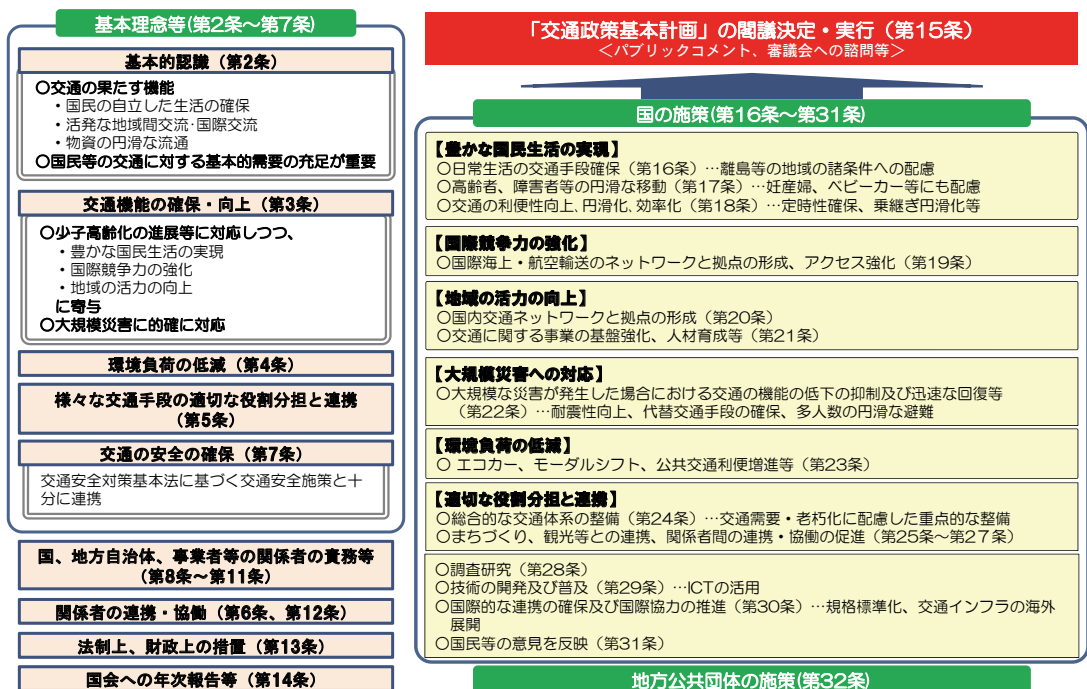 基本理念等(第2条～第7条)
基本的認識（第2条）
〇交通の果たす機能
・国民の自立した生活の確保
・活発な地域間交流・国際交流
・物資の円滑な流通
〇国民等の交通に対する基本的需要の充足が重要
交通機能の確保・向上（第3条）
〇少子高齢化の進展等に対応しつつ、
・豊かな国民生活の実現
・国際競争力の強化
・地域の活力の向上
に寄与
〇大規模災害に的確に対応
環境負荷の低減（第4条）
様々な交通手段の適切な役割分担と連携
（第5条）
交通の安全の確保（第7条）
交通安全対策基本法に基づく交通安全施策と十
分に連携
国、地方自治体、事業者等の関係者の責務等
（第8条～第11条）
関係者の連携・協働（第6条、第12条）
法制上、財政上の措置（第13条）
国会への年次報告等（第14条）
「交通政策基本計画」の閣議決定・実行（第15条）
＜パブリックコメント、審議会への諮問等＞
国の施策(第16条～第31条)
【豊かな国民生活の実現】
〇日常生活の交通手段確保（第16条）…離島等の地域の諸条件への配慮
〇高齢者、障害者等の円滑な移動（第17条）…妊産婦、ベビーカー等にも配慮
〇交通の利便性向上、円滑化、効率化（第18条）…定時性確保、乗継ぎ円滑化等
【国際競争力の強化】
〇国際海上・航空輸送のネットワークと拠点の形成、アクセス強化（第19条）
【地域の活力の向上】
〇国内交通ネットワークと拠点の形成（第20条）
〇交通に関する事業の基盤強化、人材育成等（第21条）
【大規模災害への対応】
〇大規模な災害が発生した場合における交通の機能の低下の抑制及び迅速な回復等
（第22条）…耐震性向上、代替交通手段の確保、多人数の円滑な避難
【環境負荷の低減】
〇 エコカー、モーダルシフト、公共交通利便増進等（第23条）
【適切な役割分担と連携】
〇総合的な交通体系の整備（第24条）…交通需要・老朽化に配慮した重点的な整備
〇まちづくり、観光等との連携、関係者間の連携・協働の促進（第25条～第27条）
〇調査研究（第28条）
〇技術の開発及び普及（第29条）…ICTの活用
〇国際的な連携の確保及び国際協力の推進（第30条）…規格標準化、交通インフラの海外
展開
〇国民等の意見を反映（第31条）
地方公共団体の施策(第32条)